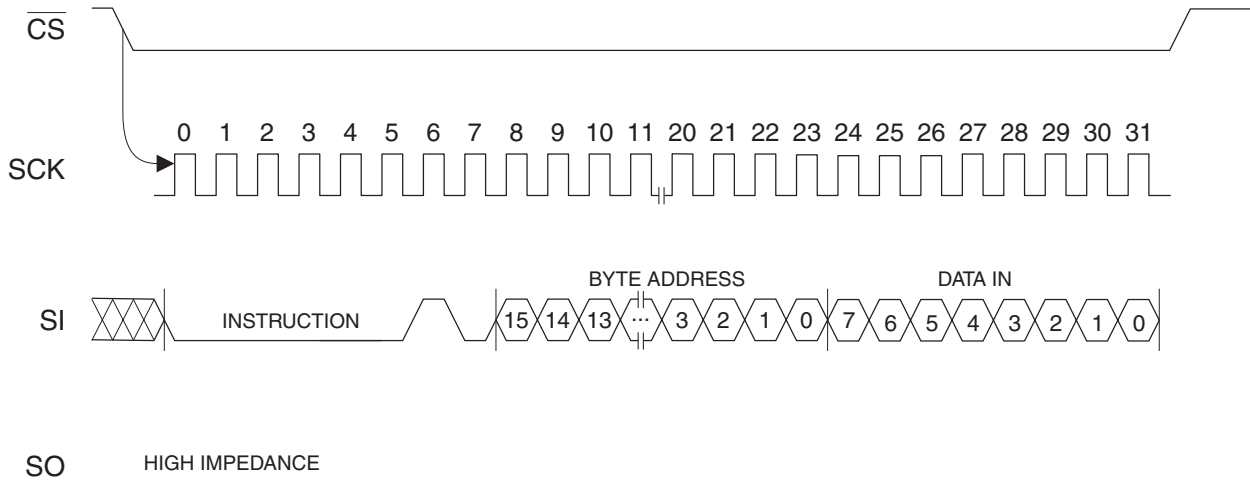 CS
0 1 2 3 4 5 6 7 8 9 10 11 20 21 22 23 24 25 26 27 28 29 30 31
SCK
BYTE ADDRESS DATA IN
SI INSTRUCTION 15 14 13 ... 3 2 1 0 7 6 5 4 3 2 1 0
SO HIGH IMPEDANCE